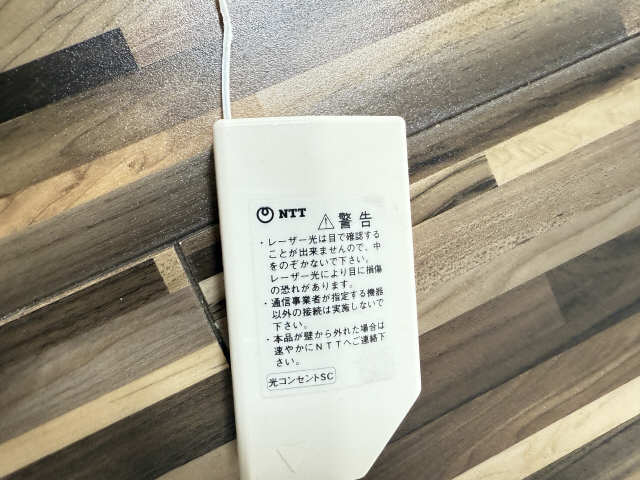 NTT
⚠警告
・レーザー光は目で確認する
ことが出来ませんので、中
をのぞかないで下さい。
レーザー光により目に損傷
の恐れがあります。
・通信事業者が指定する機器
以外の接続は実施しないで
下さい。
・本品が壁から外れた場合は
速やかにNTTへご連絡下
さい。
光コンセントSC